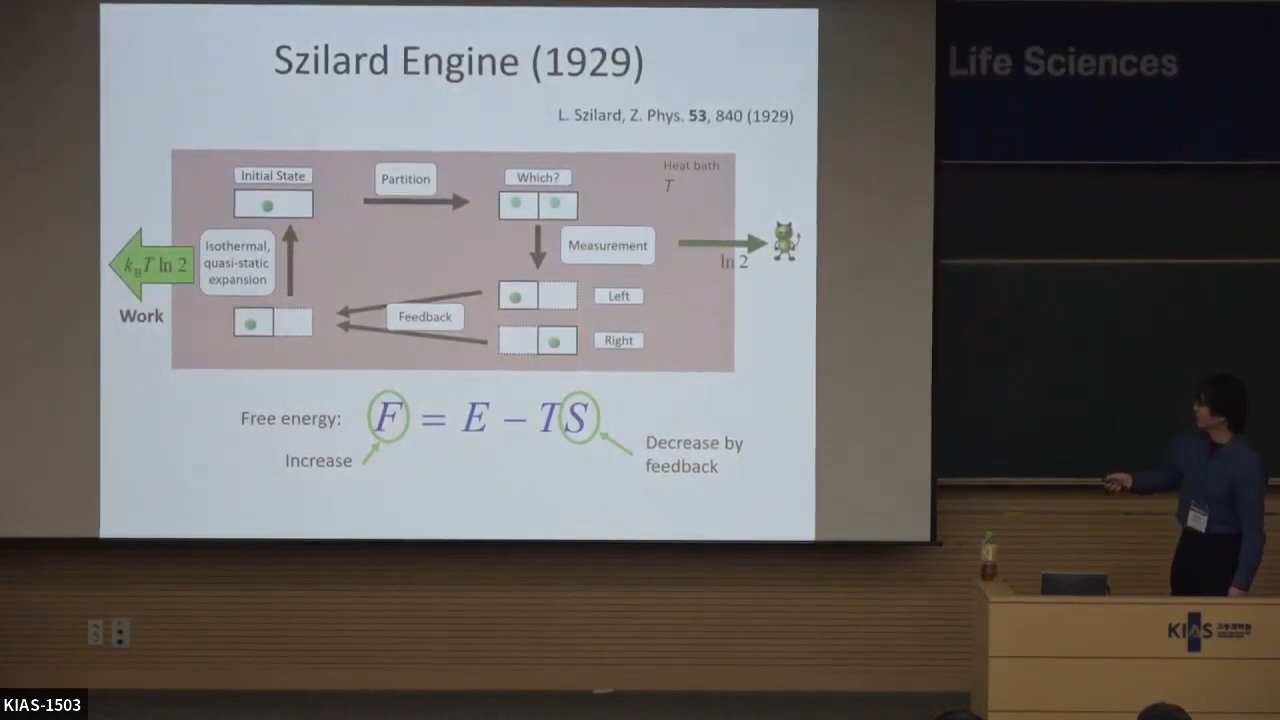 Szilard Engine (1929)
L. Szilard, Z. Phys. 53, 840 (1929)
Life Sciences
Initial State
Partition
Which?
Heat bath
T
Isothermal,
quasi-static
expansion
Measurement
k_B T ln 2
ln 2
Work
Feedback
Left
Right
Free energy:
F = E − TS
Increase
Decrease by
feedback
KIAS
KIAS-1503